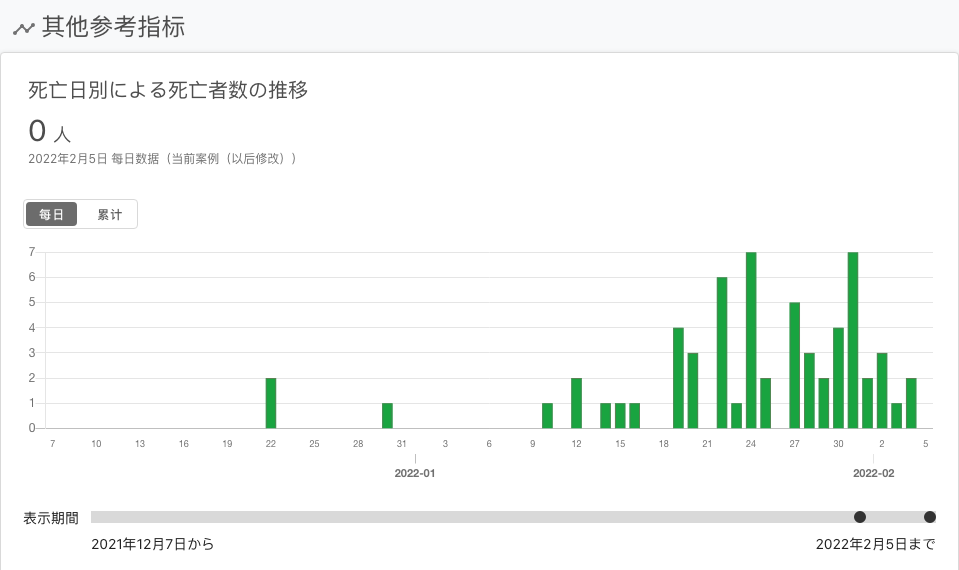 其他参考指标
死亡日別による死亡者数の推移
0 人
2022年2月5日 每日数据（当前案例（以后修改））
每日 累计
7
6
5
4
3
2
1
0
7 10 13 16 19 22 25 28 31 3 6 9 12 15 18 21 24 27 30 2 5
2022-01 2022-02
表示期間
2021年12月7日から 2022年2月5日まで